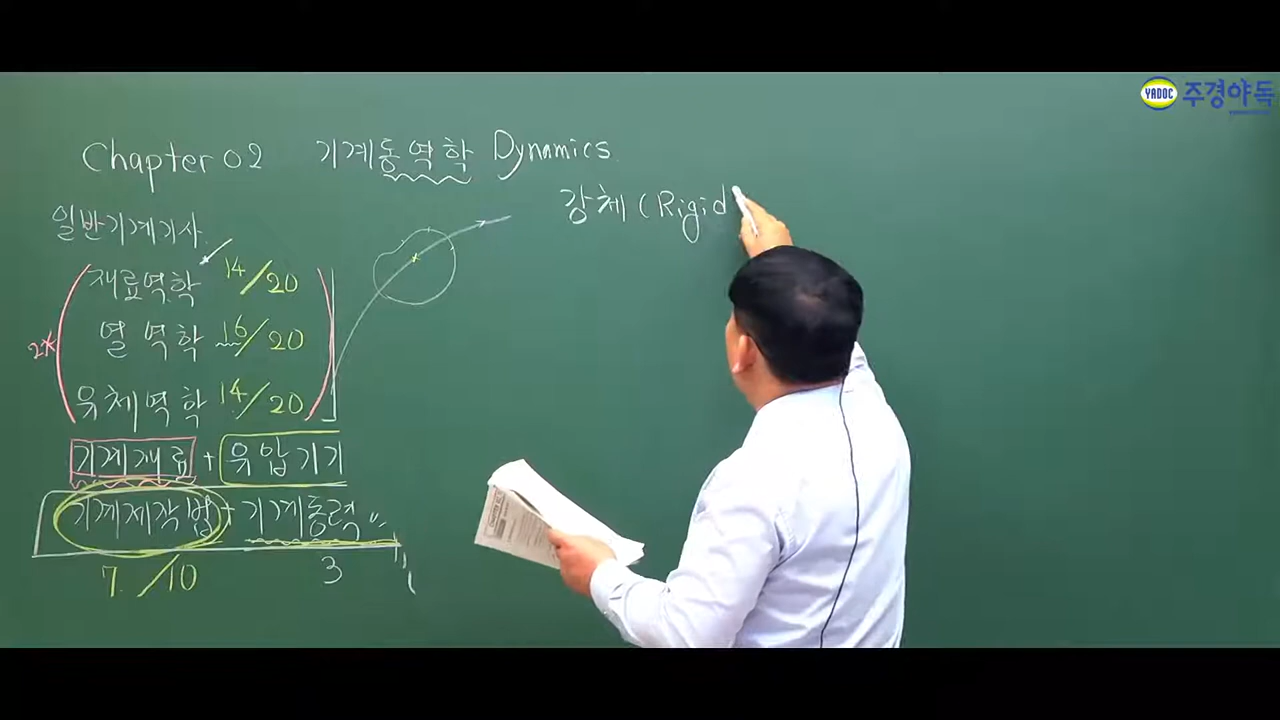 YADOC 주경야독
Chapter 02 기계동역학 Dynamics
강체 (Rigid
일반기계기사
재료역학 14/20
열역학 16/20
2*
유체역학 14/20
기계재료 + 유압기기
기계제작법 + 기계동력
7. /10 3